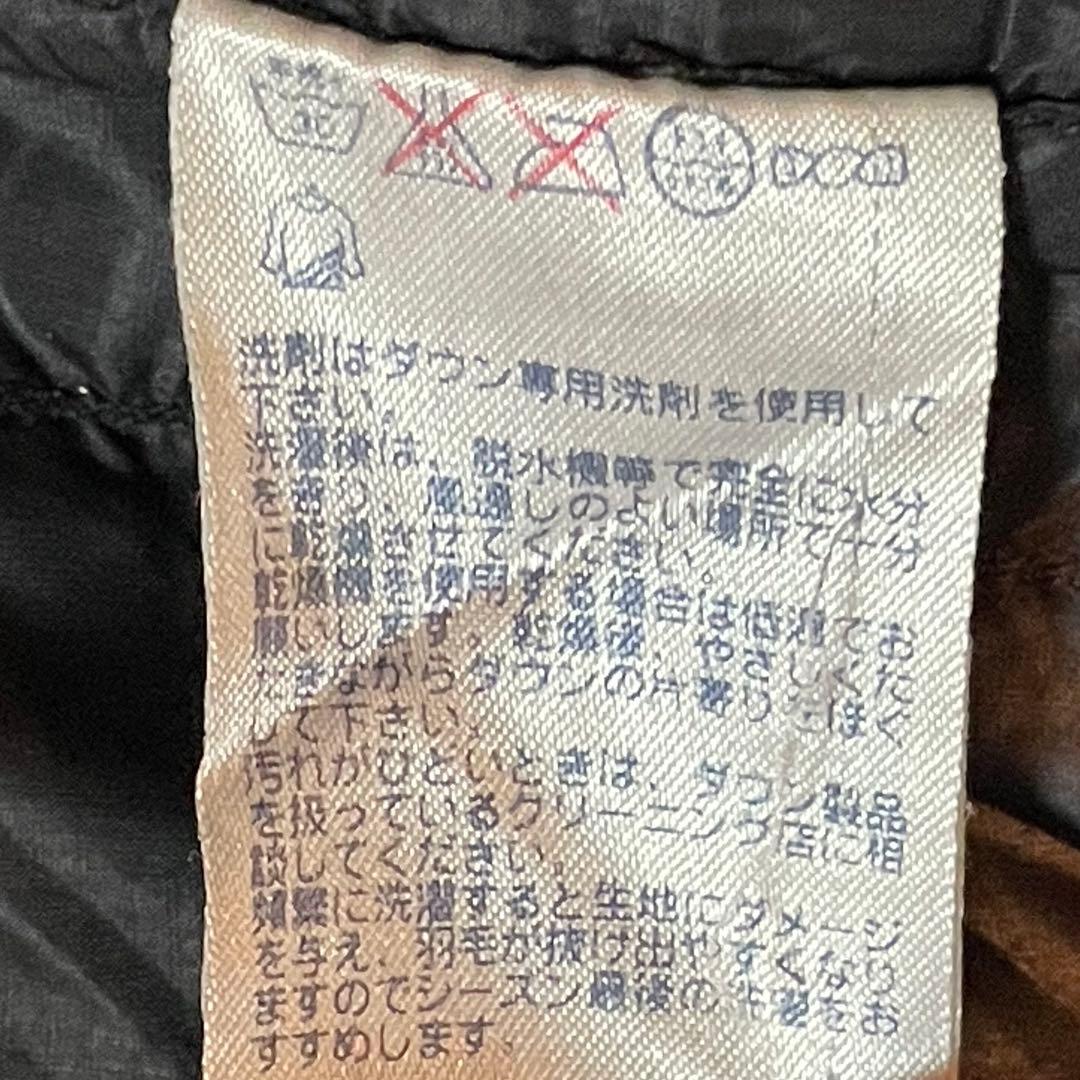 洗剤はダウン専用洗剤を使用して
下さい。
洗濯後は、脱水機等で完全に水分
を切り、風通しのよい場所で十分
に乾燥させてください。
乾燥機を使用する場合は低温でお
願いします。乾燥後はやさしくた
たきながらダウンの片寄りをほぐ
して下さい。
汚れがひどいときは、ダウン製品
を扱っているクリーニング店に相
談してください。
頻繁に洗濯すると生地にダメージ
を与え、羽毛が抜け出やすくなり
ますのでシーズン最後の お
すすめします。